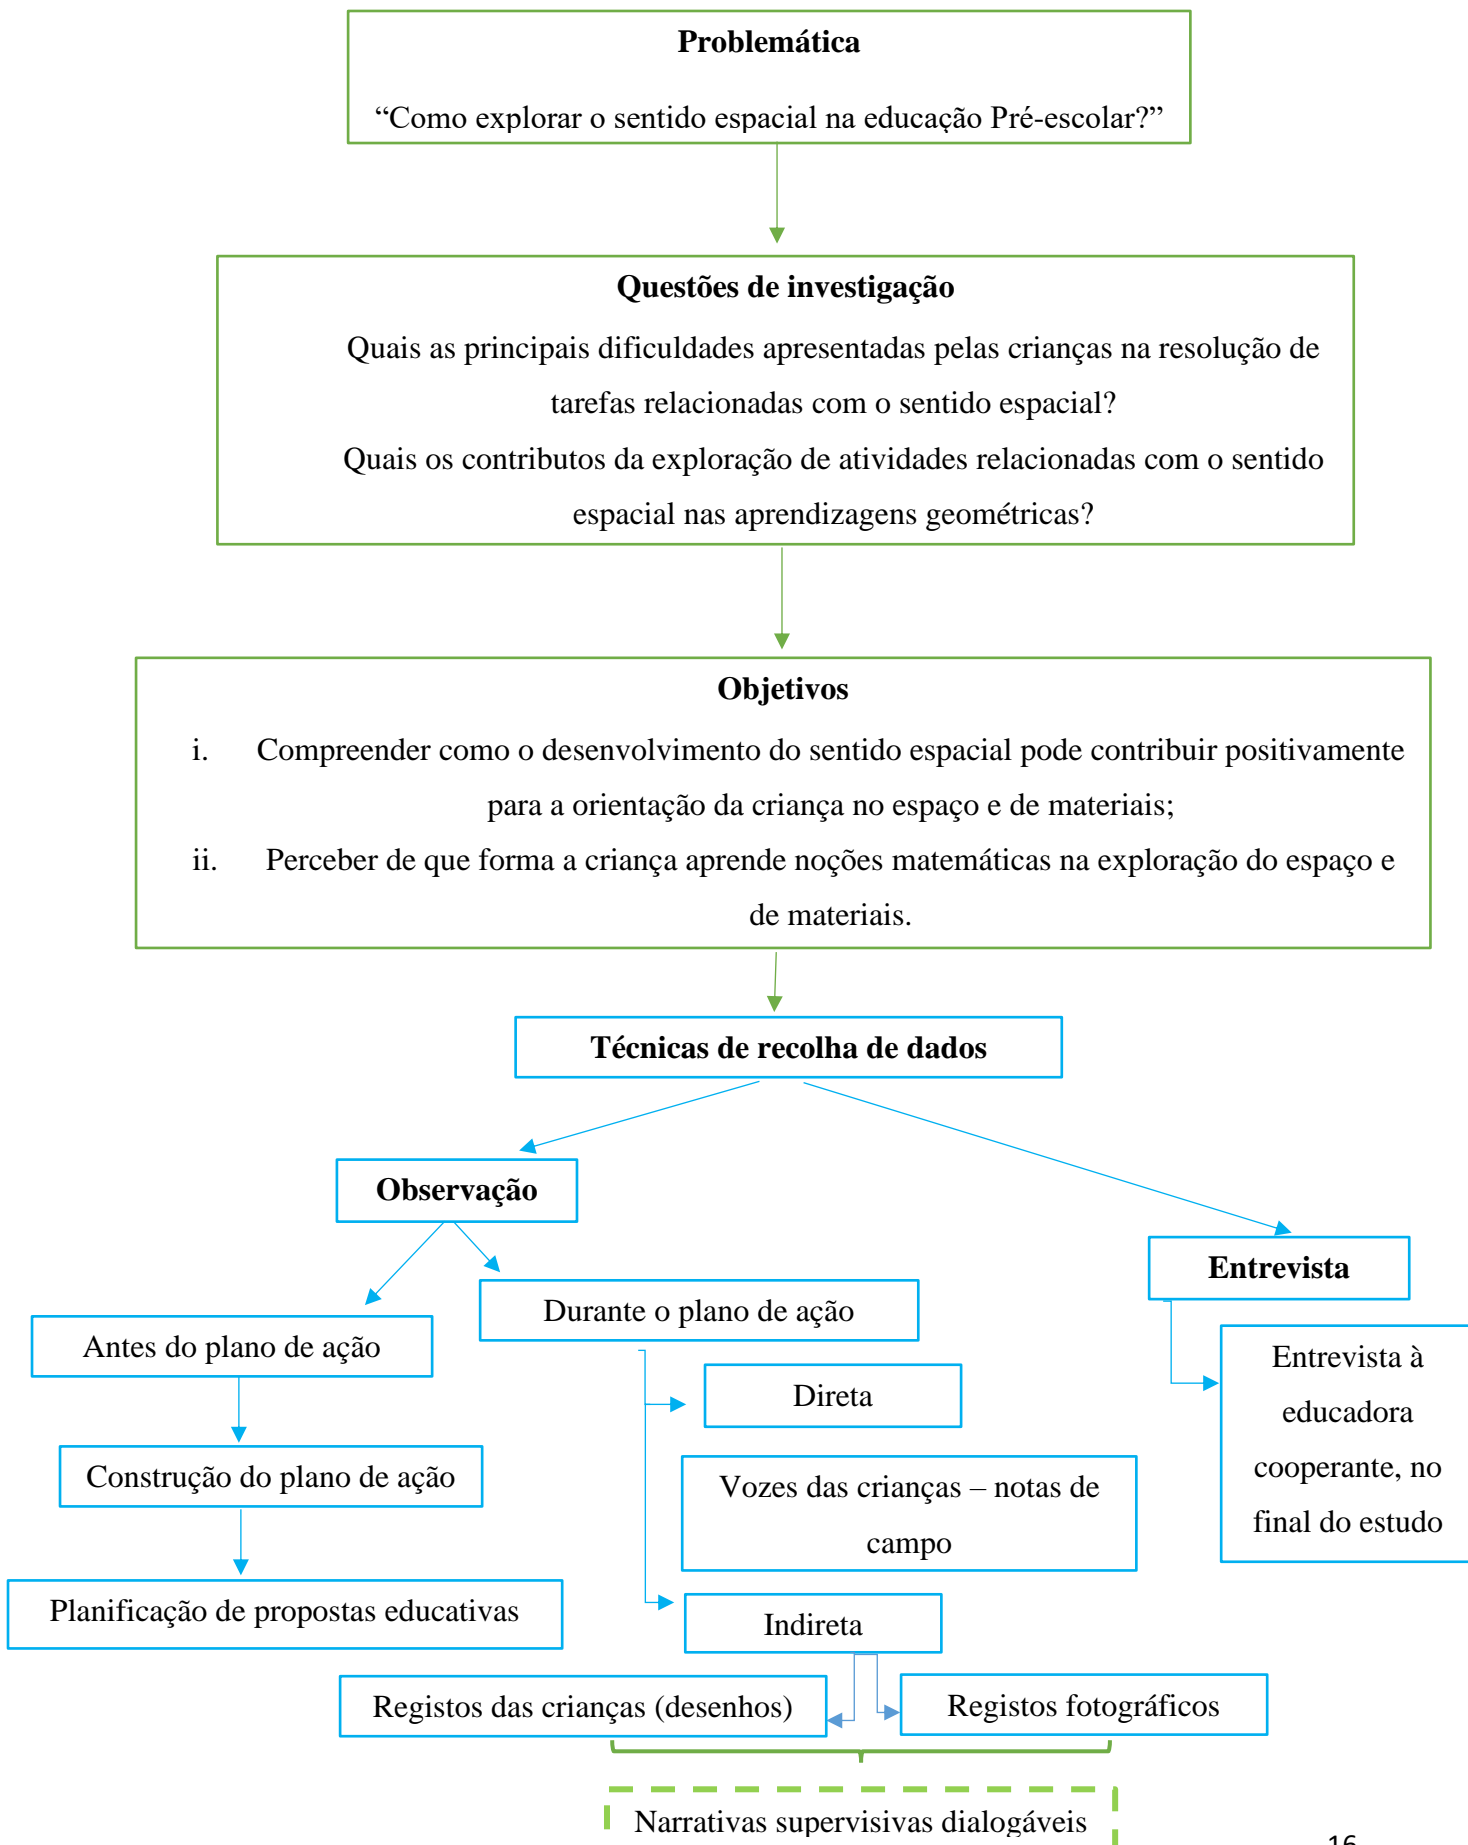 Problemática
“Como explorar o sentido espacial na educação Pré-escolar?”
Questões de investigação
Quais as principais dificuldades apresentadas pelas crianças na resolução de
tarefas relacionadas com o sentido espacial?
Quais os contributos da exploração de atividades relacionadas com o sentido
espacial nas aprendizagens geométricas?
Objetivos
i. Compreender como o desenvolvimento do sentido espacial pode contribuir positivamente
para a orientação da criança no espaço e de materiais;
ii. Perceber de que forma a criança aprende noções matemáticas na exploração do espaço e
de materiais.
Técnicas de recolha de dados
Observação
Entrevista
Antes do plano de ação
Construção do plano de ação
Planificação de propostas educativas
Durante o plano de ação
Direta
Vozes das crianças – notas de
campo
Indireta
Registos das crianças (desenhos)
Registos fotográficos
Entrevista à
educadora
cooperante, no
final do estudo
Narrativas supervisivas dialogáveis
16